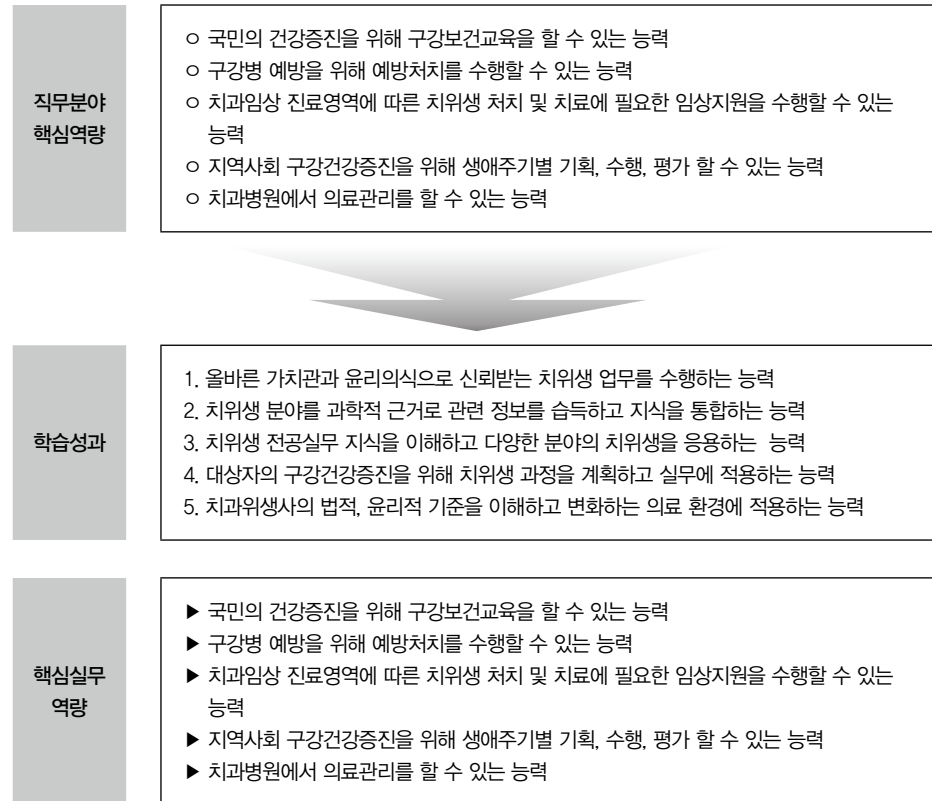 직무분야
핵심역량
ㅇ 국민의 건강증진을 위해 구강보건교육을 할 수 있는 능력
ㅇ 구강병 예방을 위해 예방처치를 수행할 수 있는 능력
ㅇ 치과임상 진료영역에 따른 치위생 처치 및 치료에 필요한 임상지원을 수행할 수 있는
능력
ㅇ 지역사회 구강건강증진을 위해 생애주기별 기획, 수행, 평가 할 수 있는 능력
ㅇ 치과병원에서 의료관리를 할 수 있는 능력
학습성과
1. 올바른 가치관과 윤리의식으로 신뢰받는 치위생 업무를 수행하는 능력
2. 치위생 분야를 과학적 근거로 관련 정보를 습득하고 지식을 통합하는 능력
3. 치위생 전공실무 지식을 이해하고 다양한 분야의 치위생을 응용하는 능력
4. 대상자의 구강건강증진을 위해 치위생 과정을 계획하고 실무에 적용하는 능력
5. 치과위생사의 법적, 윤리적 기준을 이해하고 변화하는 의료 환경에 적용하는 능력
핵심실무
역량
▶ 국민의 건강증진을 위해 구강보건교육을 할 수 있는 능력
▶ 구강병 예방을 위해 예방처치를 수행할 수 있는 능력
▶ 치과임상 진료영역에 따른 치위생 처치 및 치료에 필요한 임상지원을 수행할 수 있는
능력
▶ 지역사회 구강건강증진을 위해 생애주기별 기획, 수행, 평가 할 수 있는 능력
▶ 치과병원에서 의료관리를 할 수 있는 능력